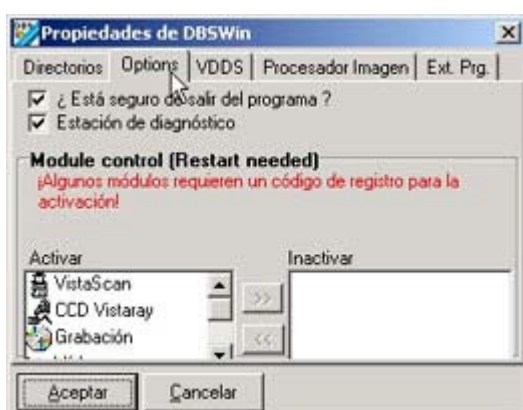 Propiedades de DBSWin
Directorios Options VDDS Procesador Imagen Ext. Prg.
¿ Está seguro de salir del programa ?
Estación de diagnóstico
Module control (Restart needed)
¡Algunos módulos requieren un código de registro para la
activación!
Activar Inactivar
VistaScan
CCD Vistaray
>>
Grabación
<<
Aceptar Cancelar